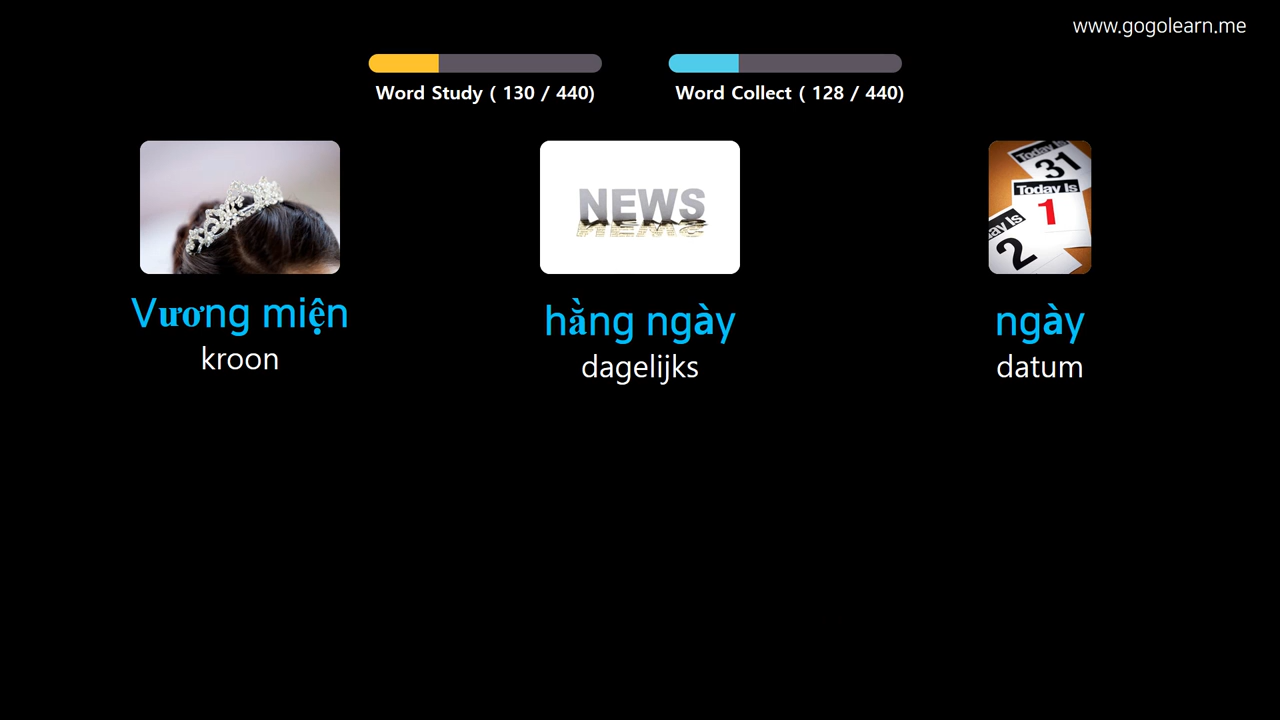 www.gogolearn.me
Word Study ( 130 / 440)
Word Collect ( 128 / 440)
NEWS
Today Is
31
Today Is
1
ay Is
2
Vương miện
hằng ngày
ngày
kroon
dagelijks
datum